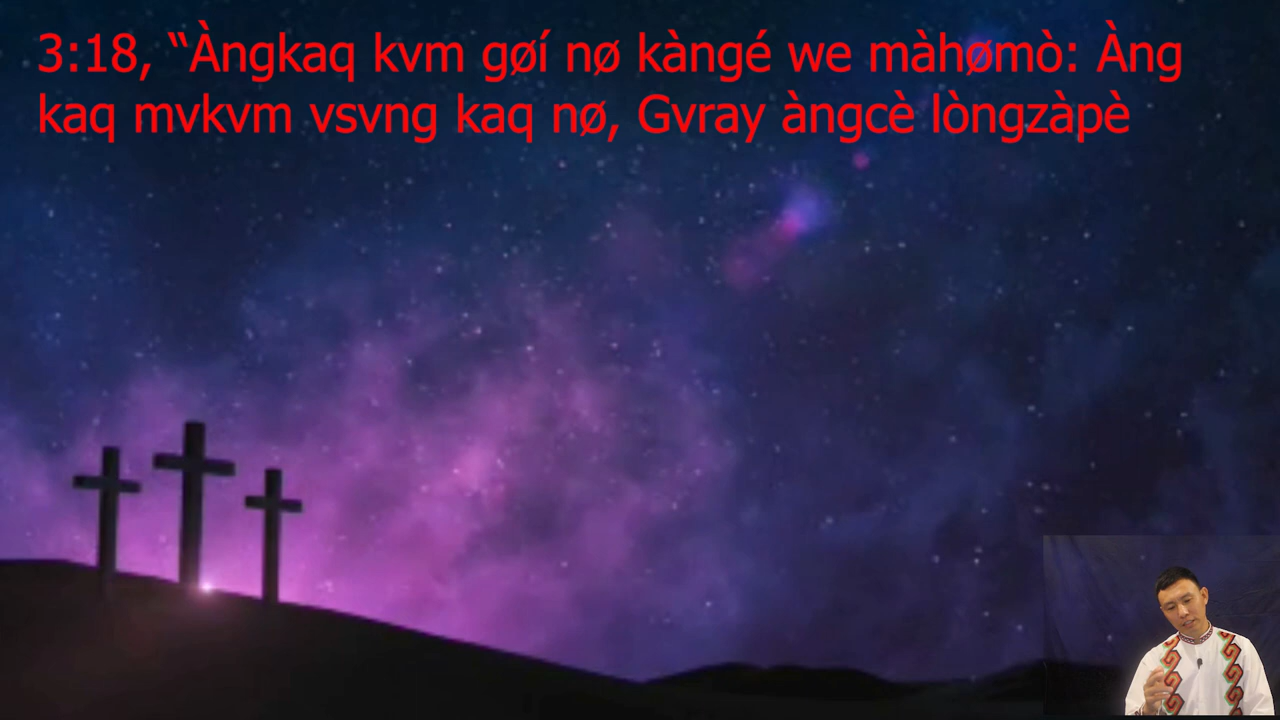 3:18, “Àngkaq kvm gøí nø kàngé we màhømò: Àng
kaq mvkvm vsvng kaq nø, Gvray àngcè lòngzàpè